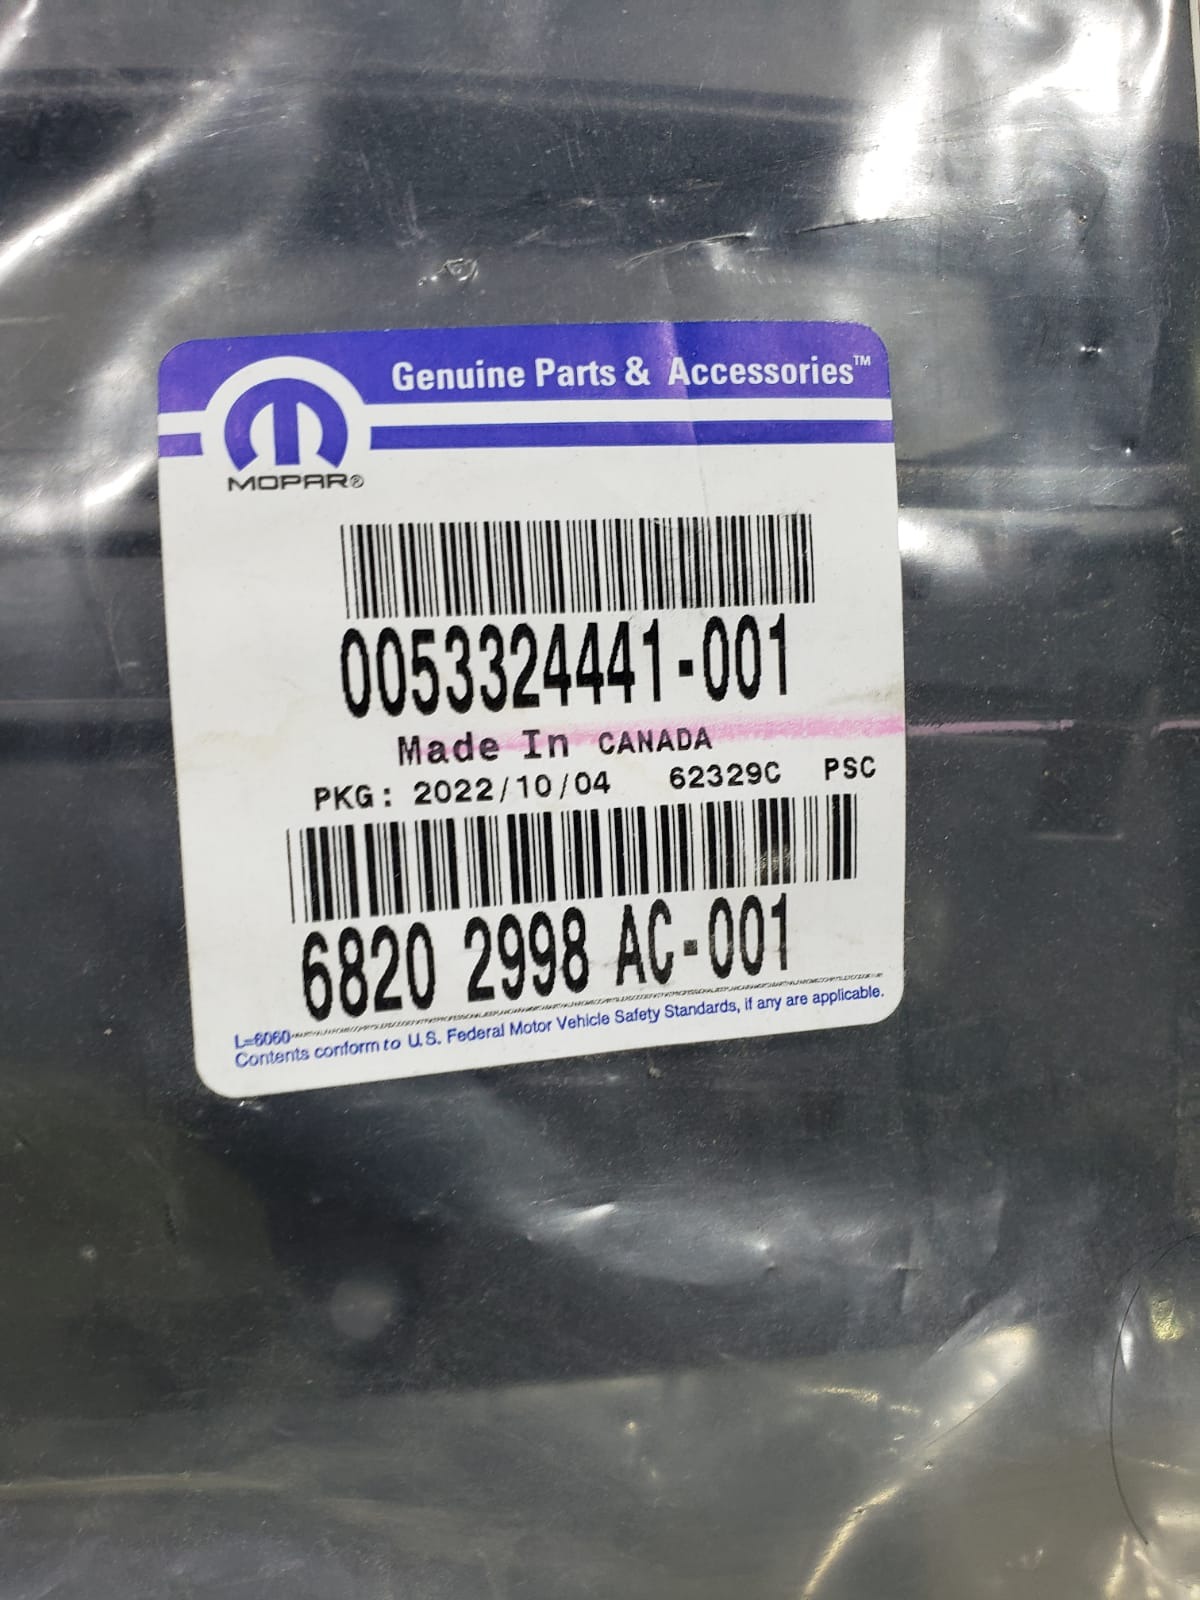 Genuine Parts & Accessories™
MOPAR®
0053324441-001
Made In CANADA
PKG: 2022/10/04 62329C PSC
6820 2998 AC-001
L=6060
Contents conform to U.S. Federal Motor Vehicle Safety Standards, if any are applicable.